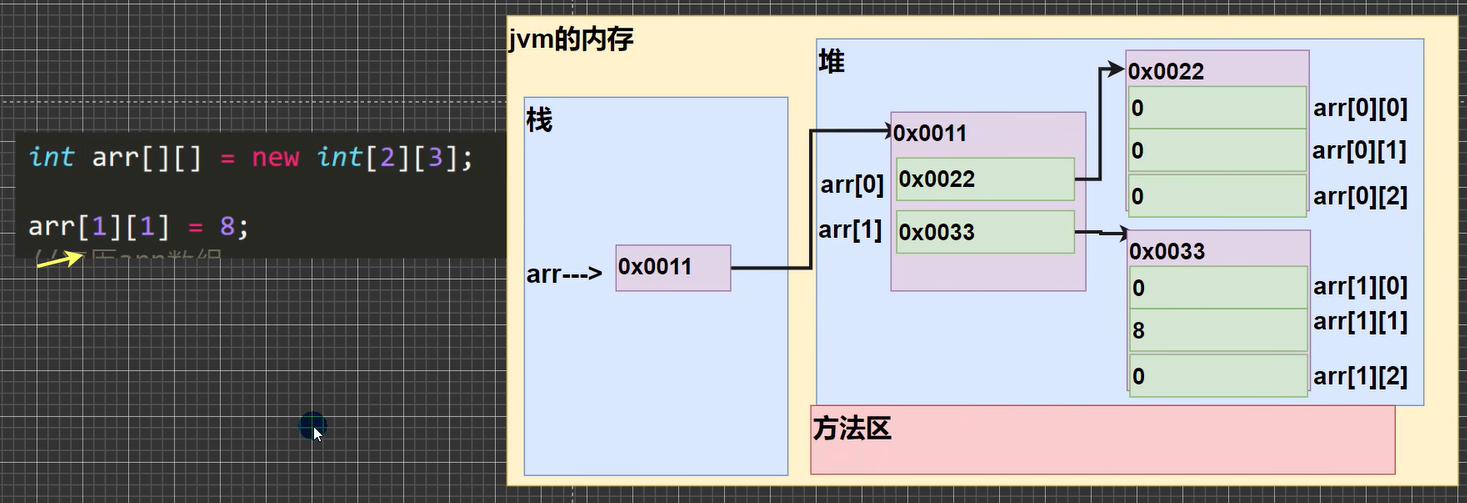 int arr[][] = new int[2][3];
arr[1][1] = 8;
jvm的内存
栈
arr--->
0x0011
堆
0x0011
arr[0]
0x0022
arr[1]
0x0033
0x0022
0
arr[0][0]
0
arr[0][1]
0
arr[0][2]
0x0033
0
arr[1][0]
8
arr[1][1]
0
arr[1][2]
方法区